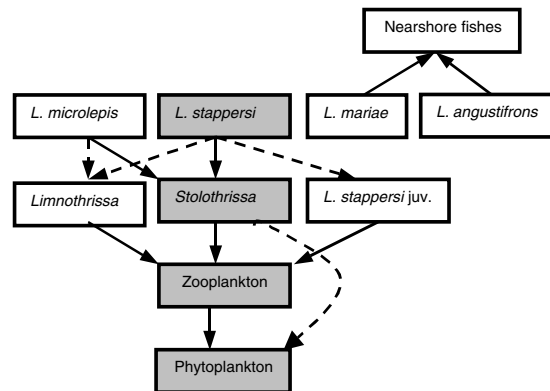 Nearshore fishes
L. microlepis
L. stappersi
L. mariae
L. angustifrons
Limnothrissa
Stolothrissa
L. stappersi juv.
Zooplankton
Phytoplankton